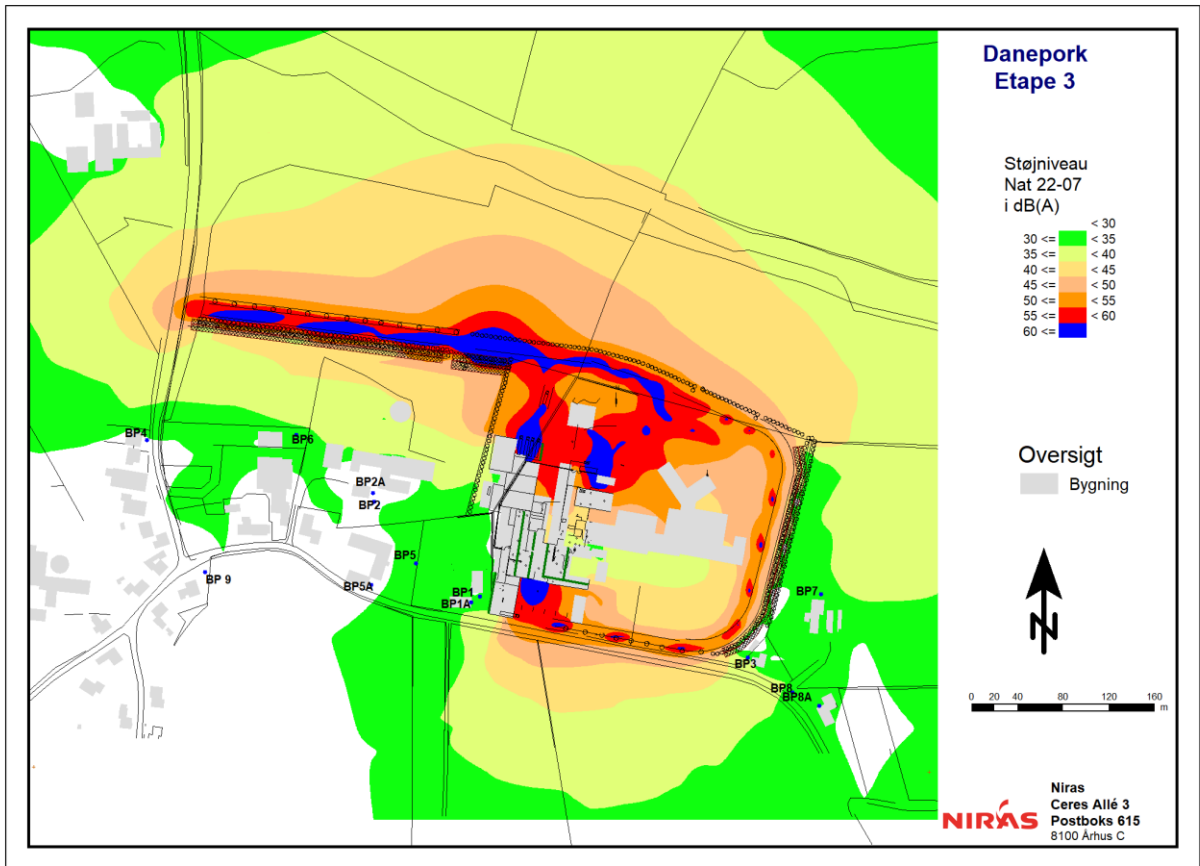 Danepork
Etape 3
Støjniveau
Nat 22-07
i dB(A)
< 30
30 <= < 35
35 <= < 40
40 <= < 45
45 <= < 50
50 <= < 55
55 <= < 60
60 <=
Oversigt
Bygning
N
0 20 40 80 120 160
m
BP4
BP6
BP2A
BP2
BP5
BP 9
BP5A
BP1
BP1A
BP7
BP3
BP8
BP8A
NIRÁS
Niras
Ceres Allé 3
Postboks 615
8100 Århus C